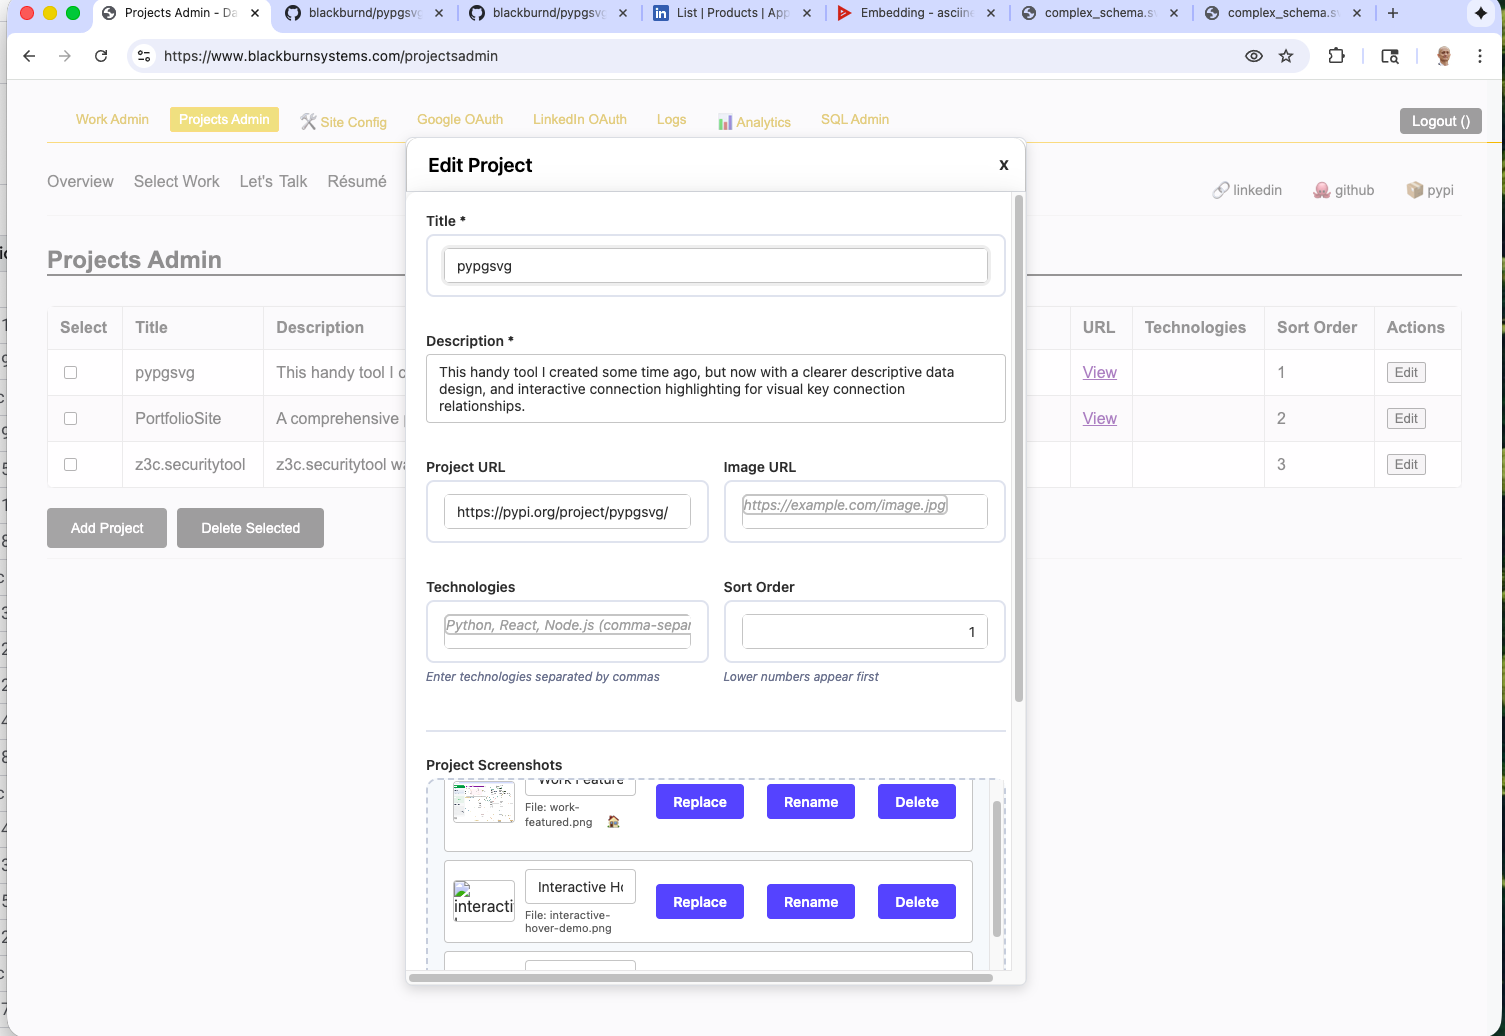 Projects Admin - Da
blackburnd/pypgsvg
blackburnd/pypgsvg
List | Products | App
Embedding - asciine
complex_schema.sv
complex_schema.sv
https://www.blackburnsystems.com/projectsadmin
Work Admin
Projects Admin
Site Config
Google OAuth
LinkedIn OAuth
Logs
Analytics
SQL Admin
Logout ()
Overview
Select Work
Let's Talk
Résumé
linkedin
github
pypi
Projects Admin
Select Title Description URL Technologies Sort Order Actions
pypgsvg This handy tool I c View 1 Edit
PortfolioSite A comprehensive View 2 Edit
z3c.securitytool z3c.securitytool wa 3 Edit
Add Project
Delete Selected
Edit Project
x
Title *
pypgsvg
Description *
This handy tool I created some time ago, but now with a clearer descriptive data
design, and interactive connection highlighting for visual key connection
relationships.
Project URL
Image URL
https://pypi.org/project/pypgsvg/
https://example.com/image.jpg
Technologies
Sort Order
Python, React, Node.js (comma-separ
1
Enter technologies separated by commas
Lower numbers appear first
Project Screenshots
Work Feature
File: work-
featured.png
Replace
Rename
Delete
interacti
Interactive Ho
File: interactive-
hover-demo.png
Replace
Rename
Delete